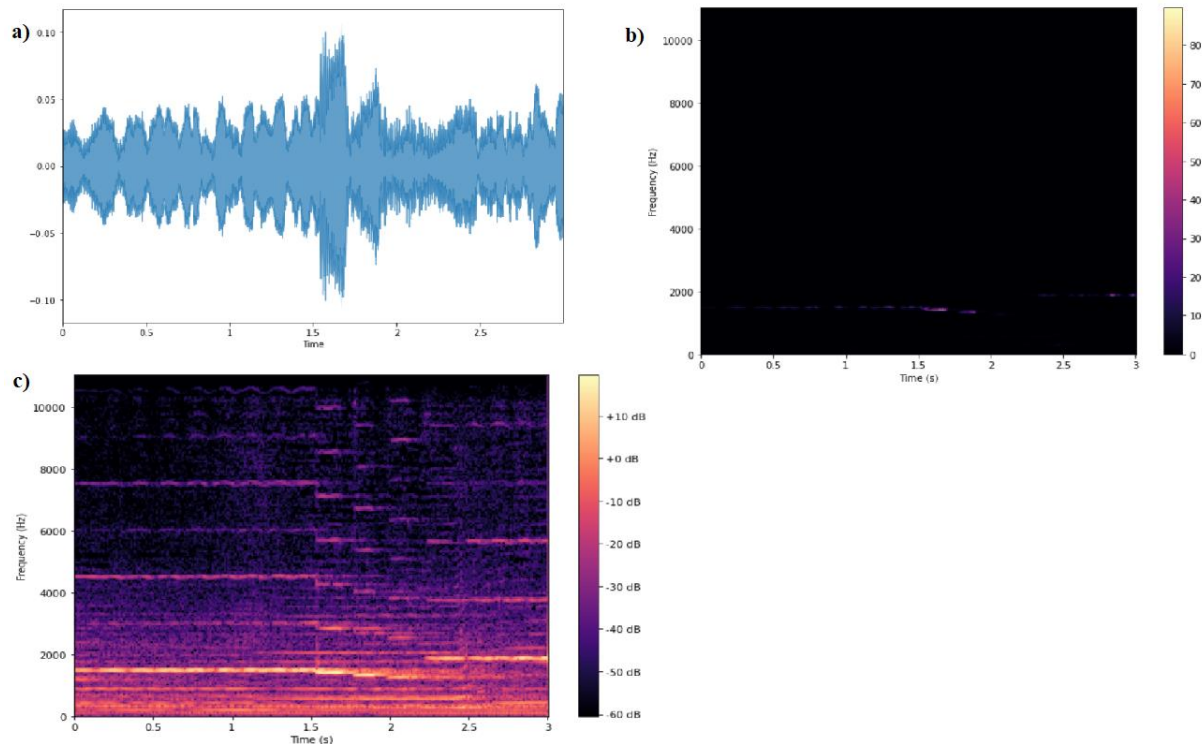 a)
0.10
0.05
0.00
−0.05
−0.10
0
0.5
1
1.5
2
2.5
Time
b)
Frequency (Hz)
10000
8000
6000
4000
2000
0
0
0.5
1
1.5
2
2.5
3
Time (s)
80
70
60
50
40
30
20
10
0
c)
Frequency (Hz)
10000
8000
6000
4000
2000
0
0
0.5
1
1.5
2
2.5
3
Time (s)
+10 dB
+0 dB
-10 dB
-20 dB
-30 dB
-40 dB
-50 dB
-60 dB